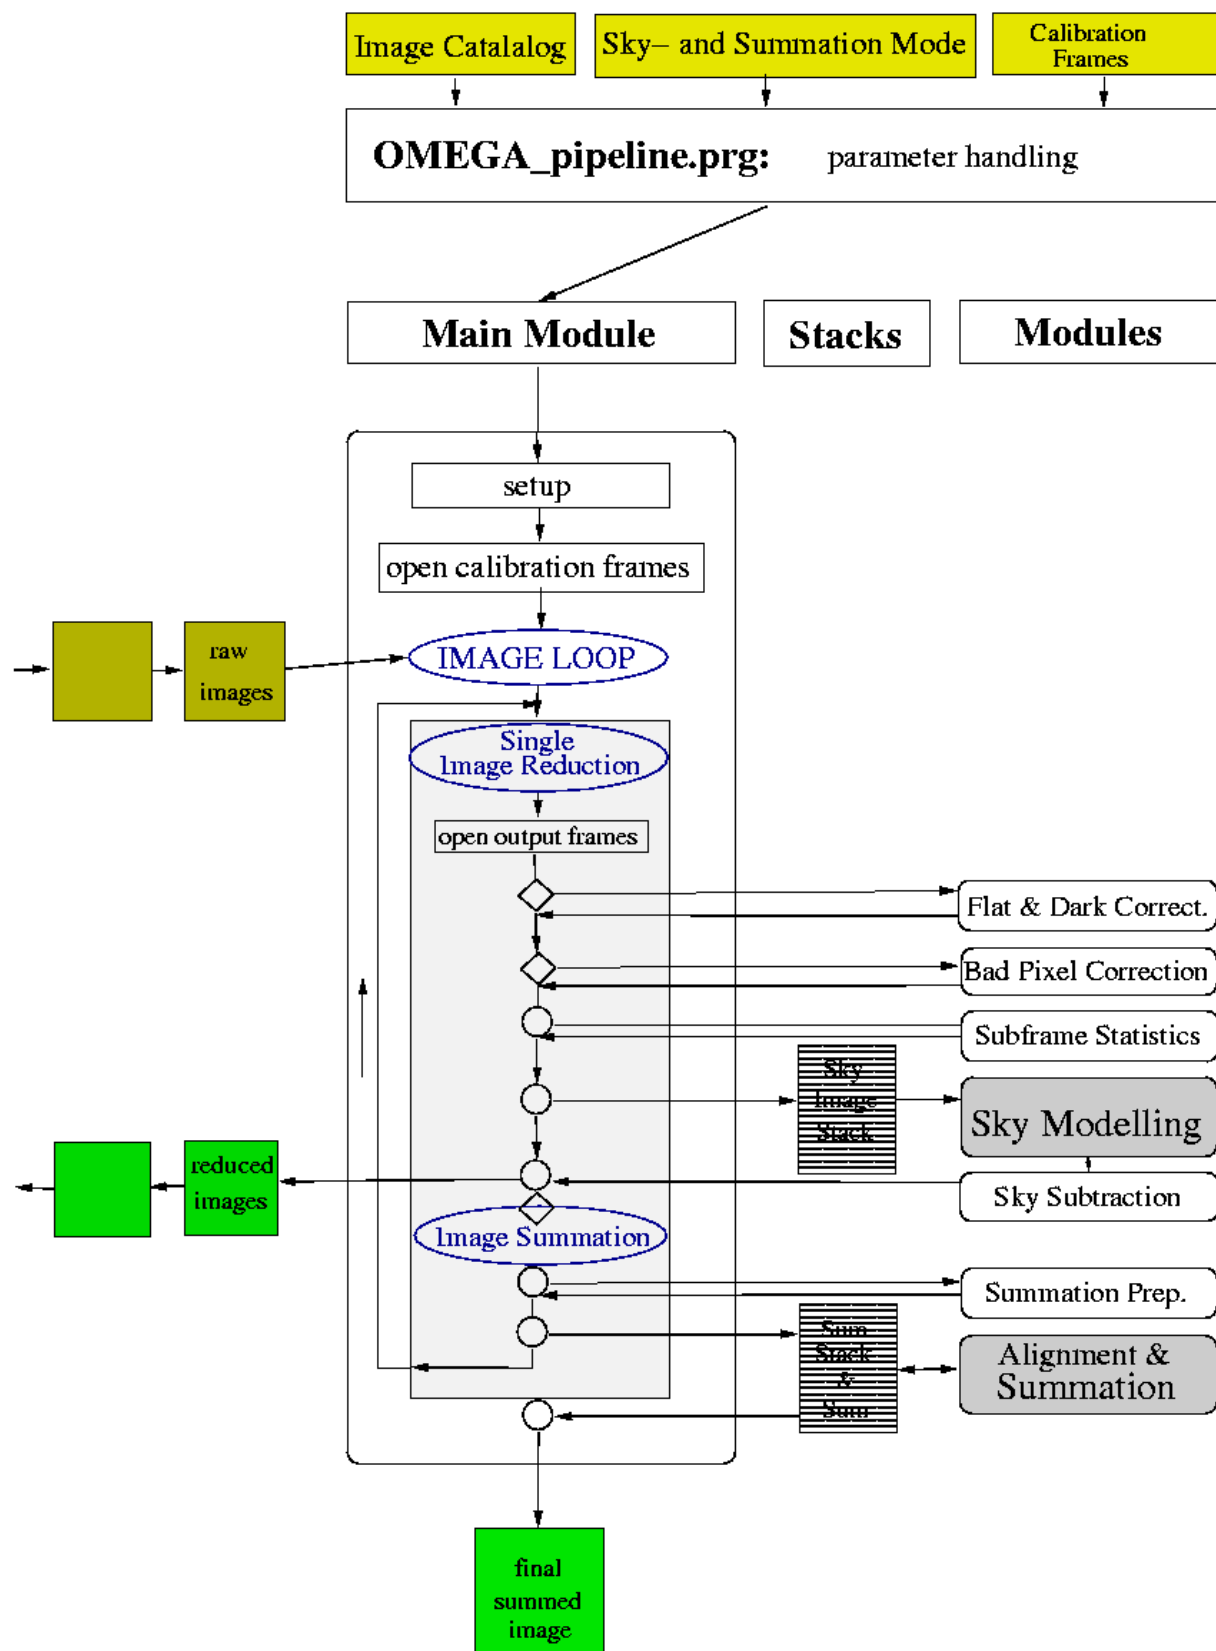 Image Catalalog
Sky– and Summation Mode
Calibration
Frames
OMEGA_pipeline.prg: parameter handling
Main Module
Stacks
Modules
setup
open calibration frames
raw
images
IMAGE LOOP
Single
Image Reduction
open output frames
Flat & Dark Correct.
Bad Pixel Correction
Subframe Statistics
Sky
Image
Stack
Sky Modelling
reduced
images
Sky Subtraction
Image Summation
Summation Prep.
Sum
Stack
&
Sum
Alignment &
Summation
final
summed
image